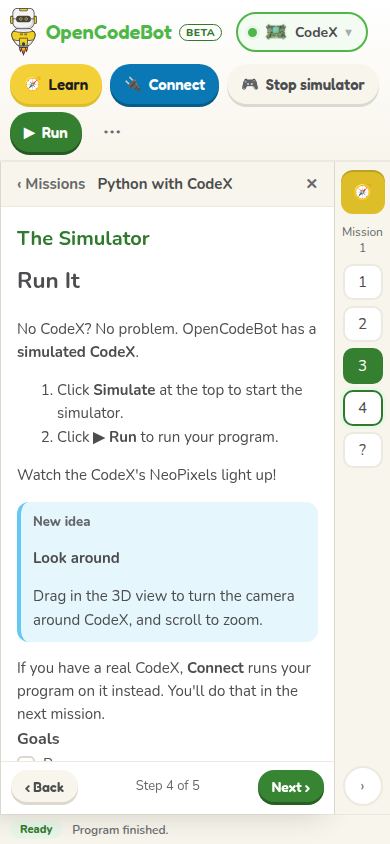 OpenCodeBot BETA CodeX ▾
Learn Connect Stop simulator
▶ Run ···
‹ Missions Python with CodeX ✕
Mission
1
The Simulator
Run It
No CodeX? No problem. OpenCodeBot has a
simulated CodeX.
1. Click Simulate at the top to start the
simulator.
2. Click ▶ Run to run your program.
Watch the CodeX's NeoPixels light up!
New idea
Look around
Drag in the 3D view to turn the camera
around CodeX, and scroll to zoom.
If you have a real CodeX, Connect runs your
program on it instead. You'll do that in the
next mission.
Goals
1
2
3
4
?
‹ Back Step 4 of 5 Next › ›
Ready Program finished.